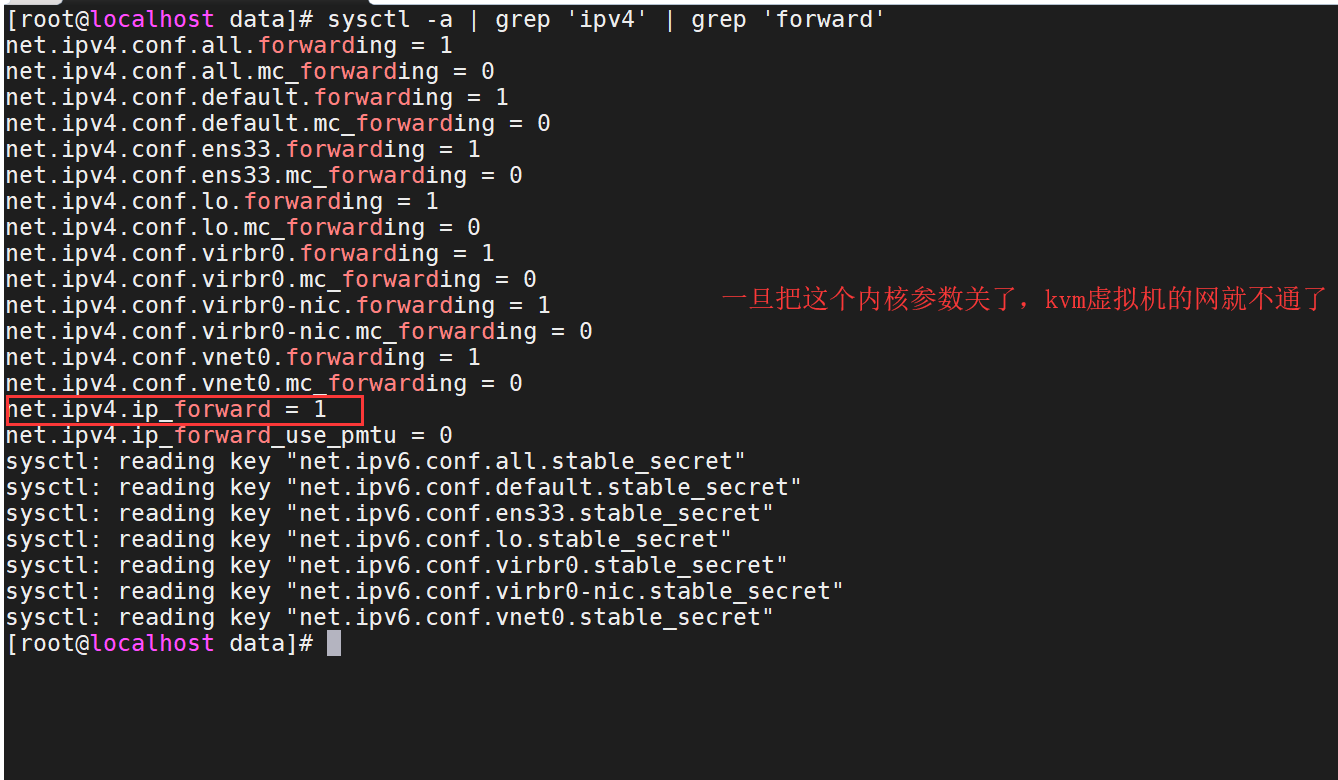 [root@localhost data]# sysctl -a | grep 'ipv4' | grep 'forward'
net.ipv4.conf.all.forwarding = 1
net.ipv4.conf.all.mc_forwarding = 0
net.ipv4.conf.default.forwarding = 1
net.ipv4.conf.default.mc_forwarding = 0
net.ipv4.conf.ens33.forwarding = 1
net.ipv4.conf.ens33.mc_forwarding = 0
net.ipv4.conf.lo.forwarding = 1
net.ipv4.conf.lo.mc_forwarding = 0
net.ipv4.conf.virbr0.forwarding = 1
net.ipv4.conf.virbr0.mc_forwarding = 0
net.ipv4.conf.virbr0-nic.forwarding = 1
一旦把这个内核参数关了，kvm虚拟机的网就不通了
net.ipv4.conf.virbr0-nic.mc_forwarding = 0
net.ipv4.conf.vnet0.forwarding = 1
net.ipv4.conf.vnet0.mc_forwarding = 0
net.ipv4.ip_forward = 1
net.ipv4.ip_forward_use_pmtu = 0
sysctl: reading key "net.ipv6.conf.all.stable_secret"
sysctl: reading key "net.ipv6.conf.default.stable_secret"
sysctl: reading key "net.ipv6.conf.ens33.stable_secret"
sysctl: reading key "net.ipv6.conf.lo.stable_secret"
sysctl: reading key "net.ipv6.conf.virbr0.stable_secret"
sysctl: reading key "net.ipv6.conf.virbr0-nic.stable_secret"
sysctl: reading key "net.ipv6.conf.vnet0.stable_secret"
[root@localhost data]#